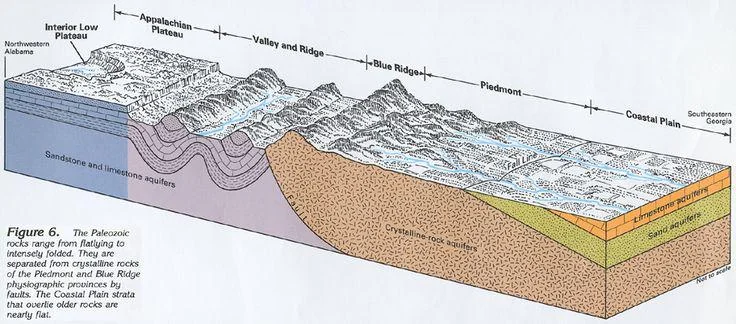 Northwestern
Alabama
Interior Low
Plateau
Appalachian
Plateau
Valley and Ridge
Blue Ridge
Piedmont
Coastal Plain
Southeastern
Georgia
Sandstone and limestone aquifers
Fault
Crystalline-rock aquifers
Limestone aquifers
Sand aquifers
Not to scale
Figure 6. The Paleozoic
rocks range from flatlying to
intensely folded. They are
separated from crystalline rocks
of the Piedmont and Blue Ridge
physiographic provinces by
faults. The Coastal Plain strata
that overlie older rocks are
nearly flat.